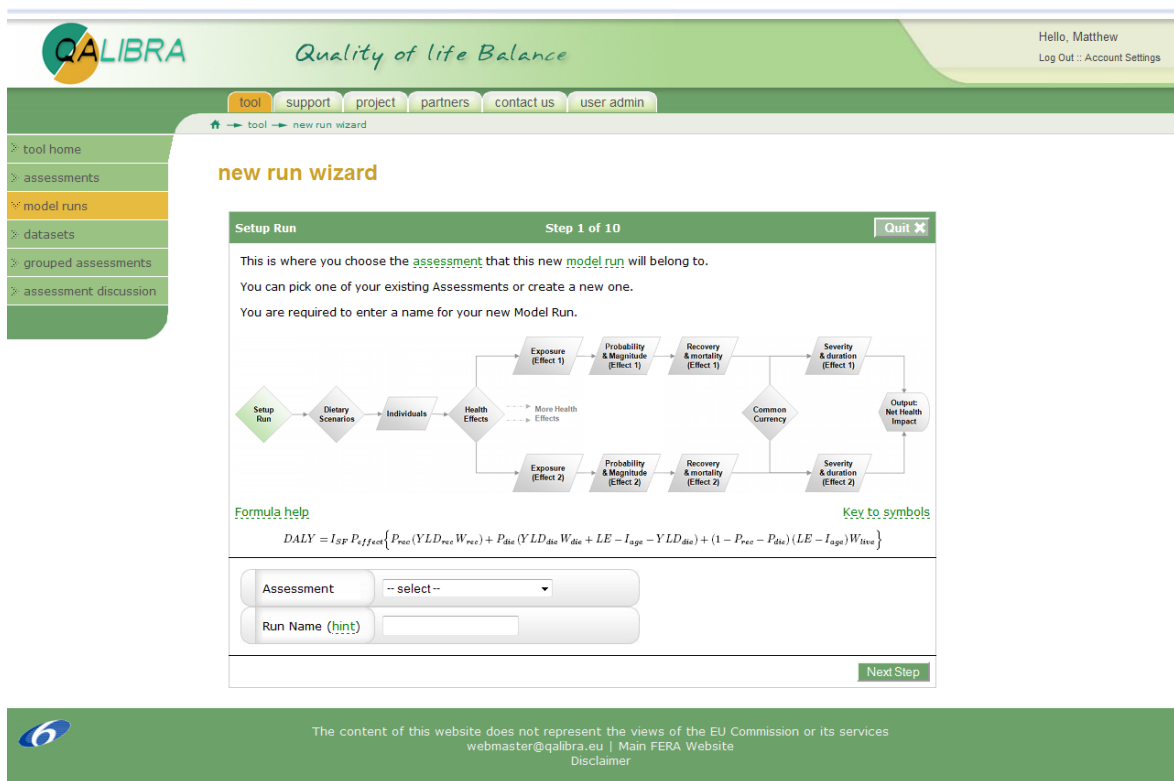 QALIBRA
Quality of life Balance
Hello, Matthew
Log Out :: Account Settings
tool support project partners contact us user admin
tool new run wizard
tool home
assessments
model runs
datasets
grouped assessments
assessment discussion
new run wizard
Setup Run Step 1 of 10 Quit X
This is where you choose the assessment that this new model run will belong to.
You can pick one of your existing Assessments or create a new one.
You are required to enter a name for your new Model Run.
Setup
Run
Dietary
Scenarios
Individuals
Health
Effects
More Health
Effects
Exposure
(Effect 1)
Probability
& Magnitude
(Effect 1)
Recovery
& mortality
(Effect 1)
Severity
& duration
(Effect 1)
Common
Currency
Output:
Net Health
Impact
Exposure
(Effect 2)
Probability
& Magnitude
(Effect 2)
Recovery
& mortality
(Effect 2)
Severity
& duration
(Effect 2)
Formula help Key to symbols
DALY = I_SF P_effect{P_rec(YLD_rec W_rec) + P_die(YLD_die W_die + LE − I_age − YLD_die) + (1 − P_rec − P_die)(LE − I_age)W_live}
Assessment -- select --
Run Name (hint)
Next Step
6
The content of this website does not represent the views of the EU Commission or its services
webmaster@qalibra.eu | Main FERA Website
Disclaimer